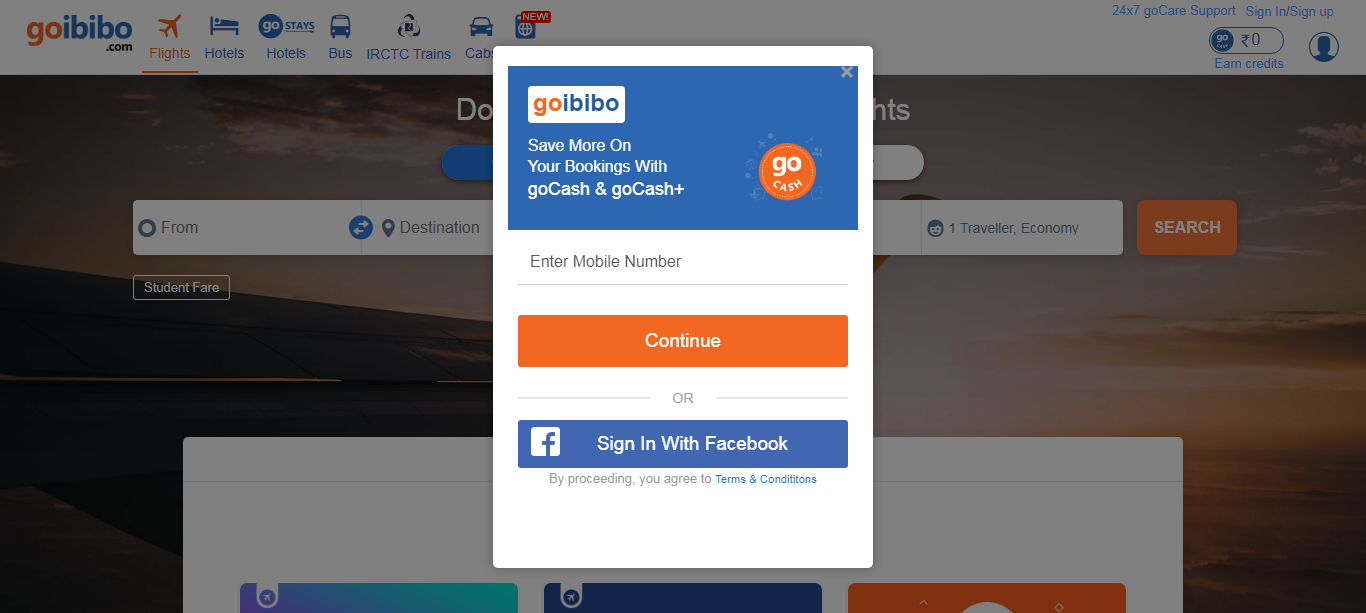 goibibo
.com
Flights
Hotels
go STAYS
Hotels
Bus
IRCTC Trains
Cabs
NEW!
24x7 goCare Support
Sign In/Sign up
go
CASH
₹0
Earn credits
Do
hts
From
Destination
1 Traveller, Economy
SEARCH
Student Fare
×
goibibo
Save More On
Your Bookings With
goCash & goCash+
go
CASH
Enter Mobile Number
Continue
OR
Sign In With Facebook
By proceeding, you agree to Terms & Condititons